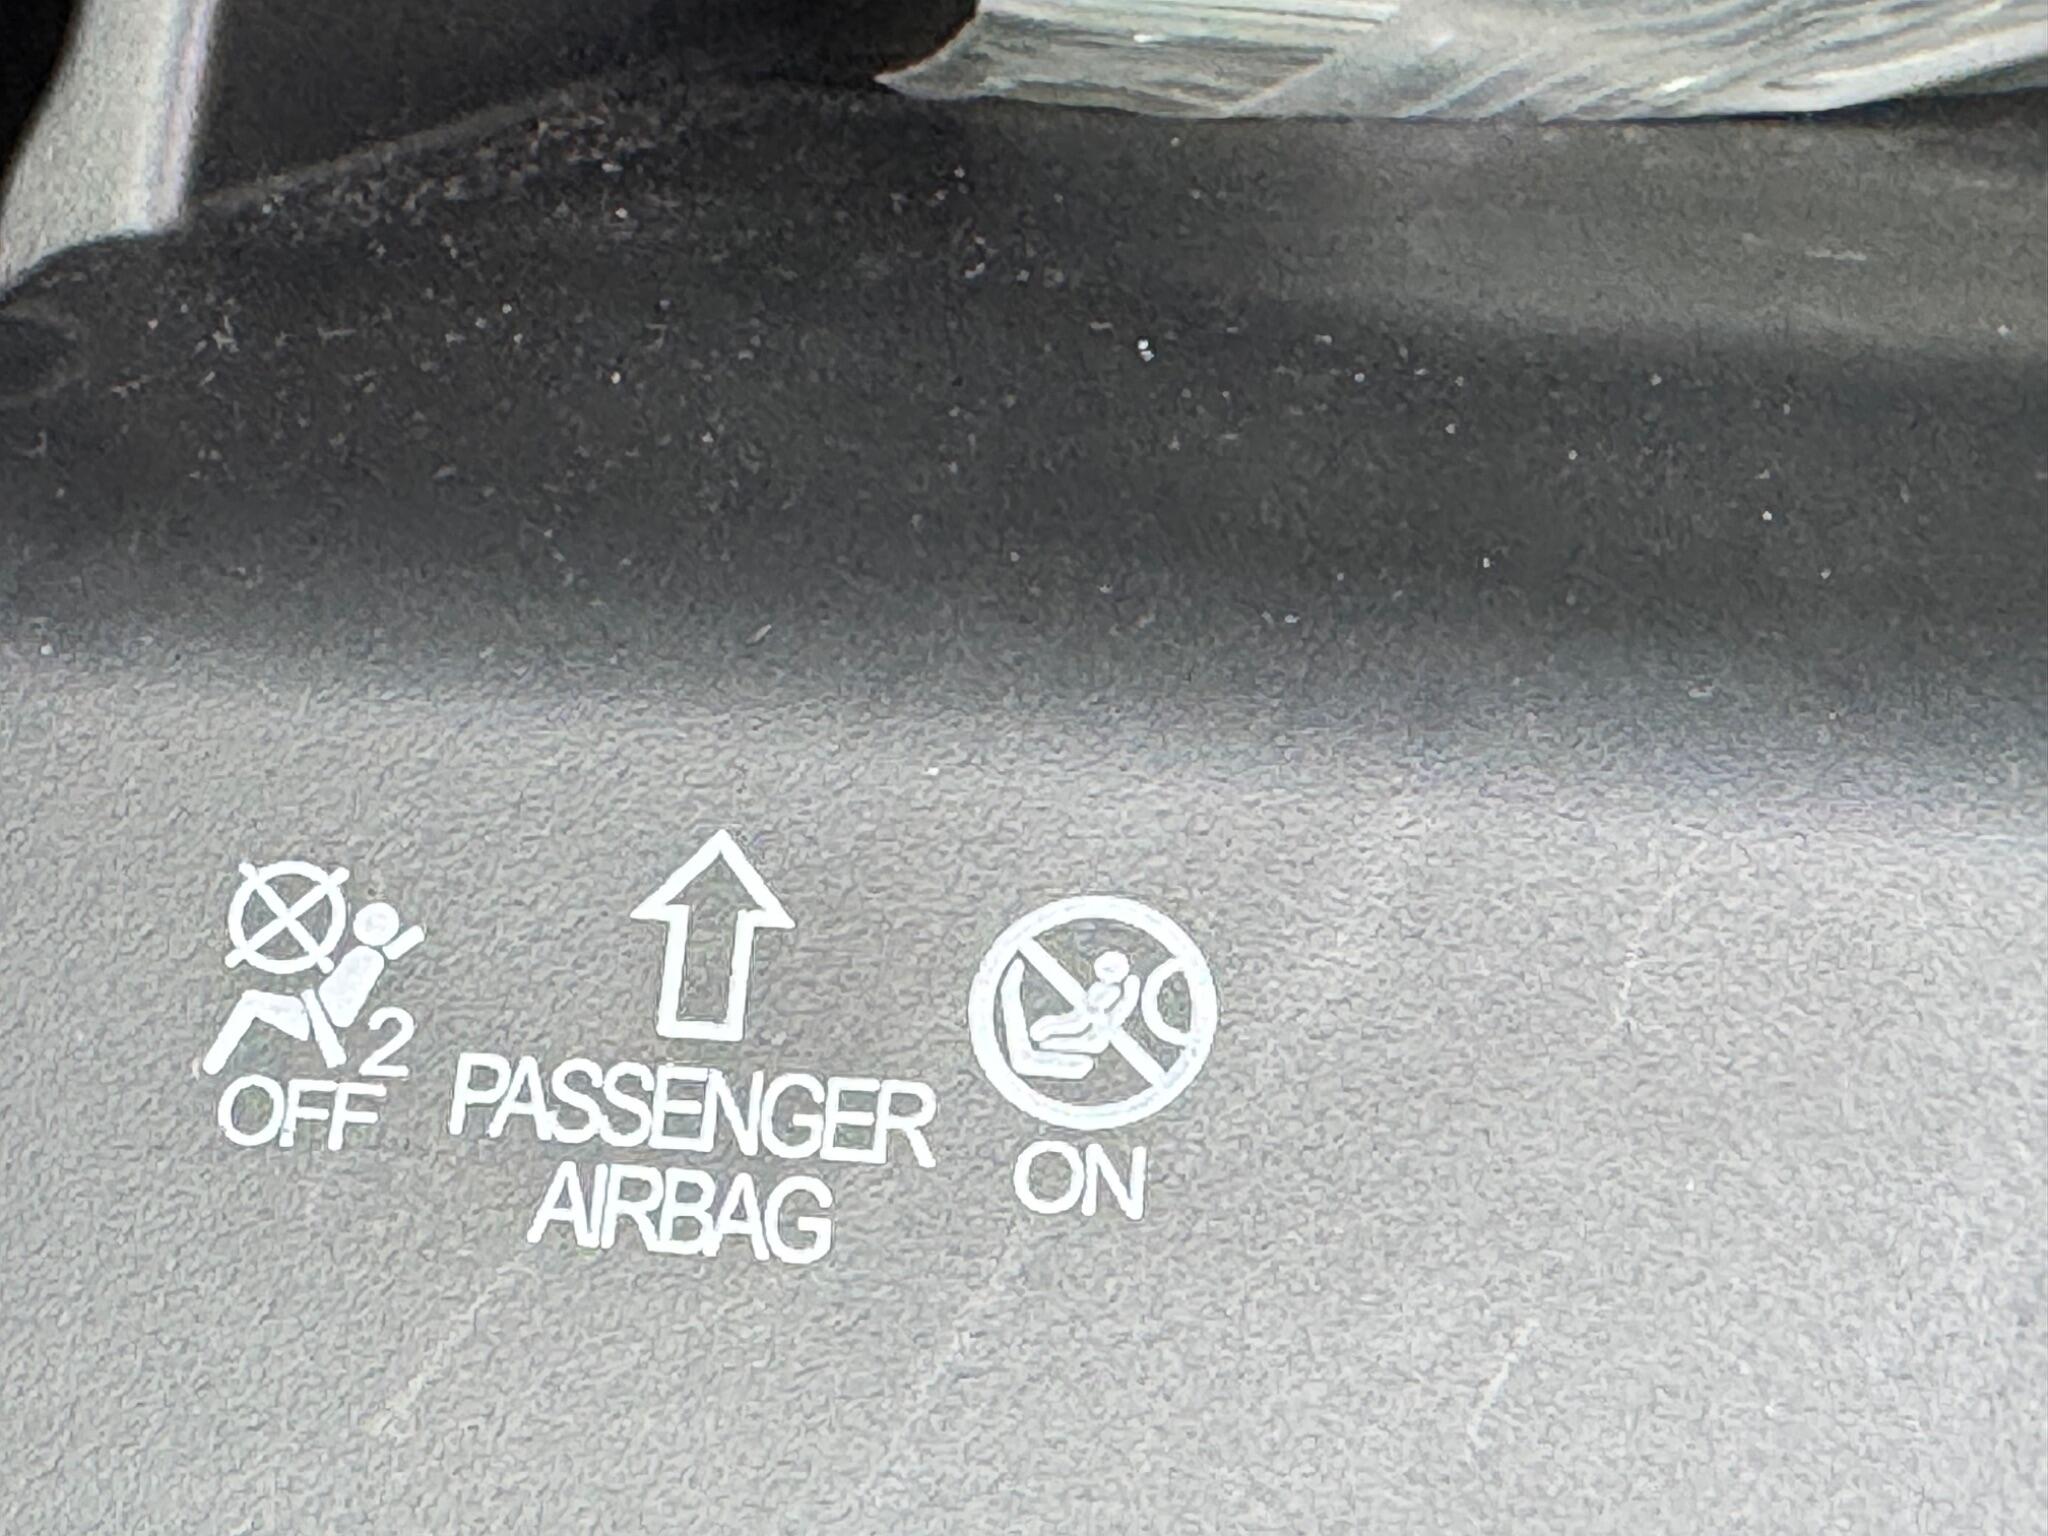 2
OFF
PASSENGER
AIRBAG
ON